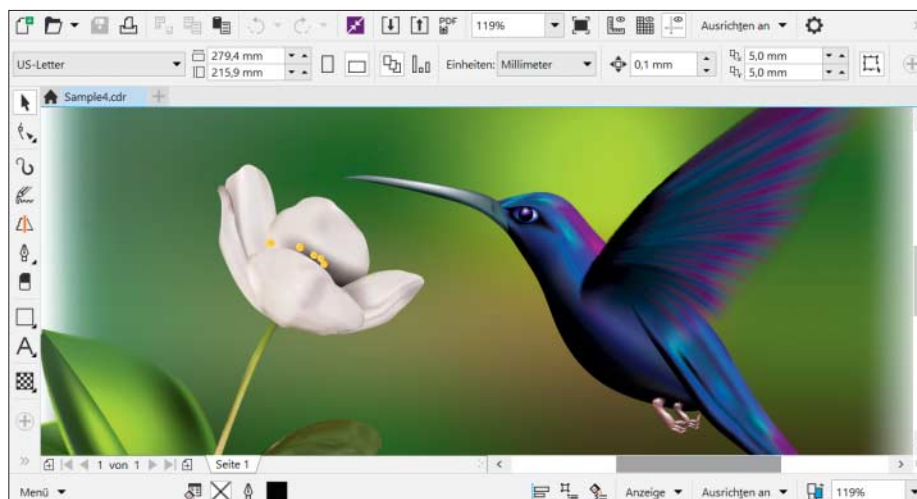 PDF
119%
Ausrichten an
US-Letter
279,4 mm
215,9 mm
Einheiten: Millimeter
0,1 mm
5,0 mm
5,0 mm
Sample4.cdr
1 von 1
Seite 1
Menü
Anzeige
Ausrichten an
119%